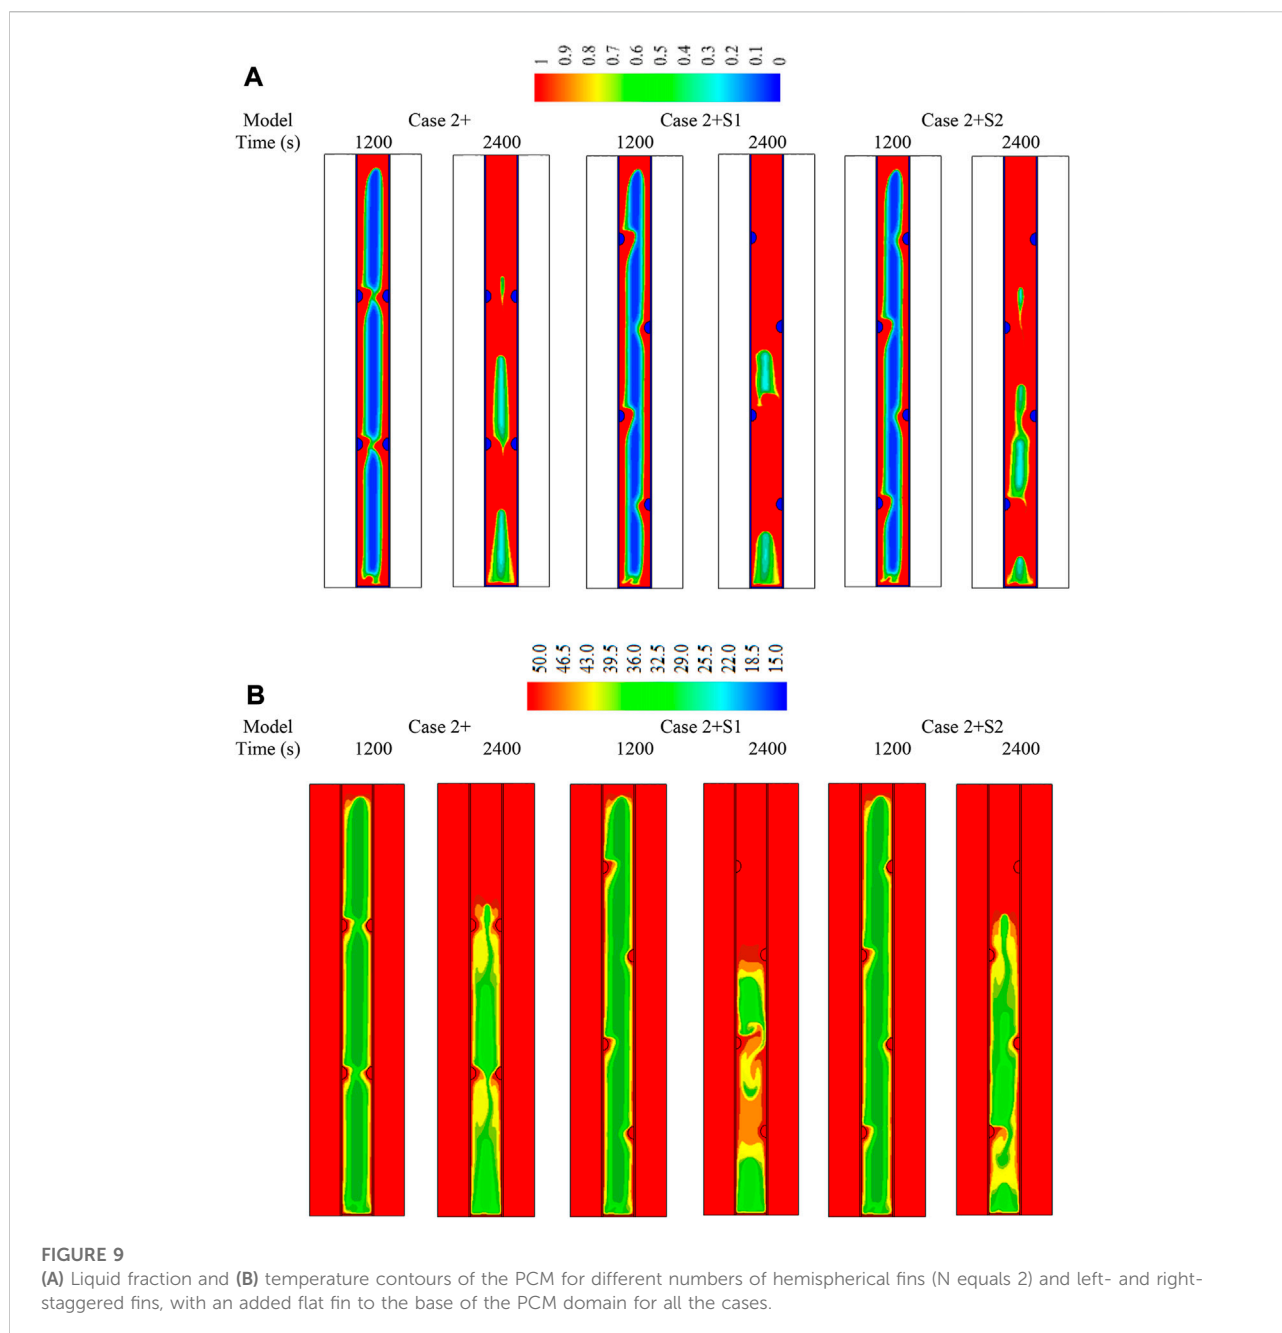 A
1 0.9 0.8 0.7 0.6 0.5 0.4 0.3 0.2 0.1 0
Model Case 2+ Case 2+S1 Case 2+S2
Time (s) 1200 2400 1200 2400 1200 2400
B
50.0 46.5 43.0 39.5 36.0 32.5 29.0 25.5 22.0 18.5 15.0
Model Case 2+ Case 2+S1 Case 2+S2
Time (s) 1200 2400 1200 2400 1200 2400
FIGURE 9
(A) Liquid fraction and (B) temperature contours of the PCM for different numbers of hemispherical fins (N equals 2) and left- and right-
staggered fins, with an added flat fin to the base of the PCM domain for all the cases.